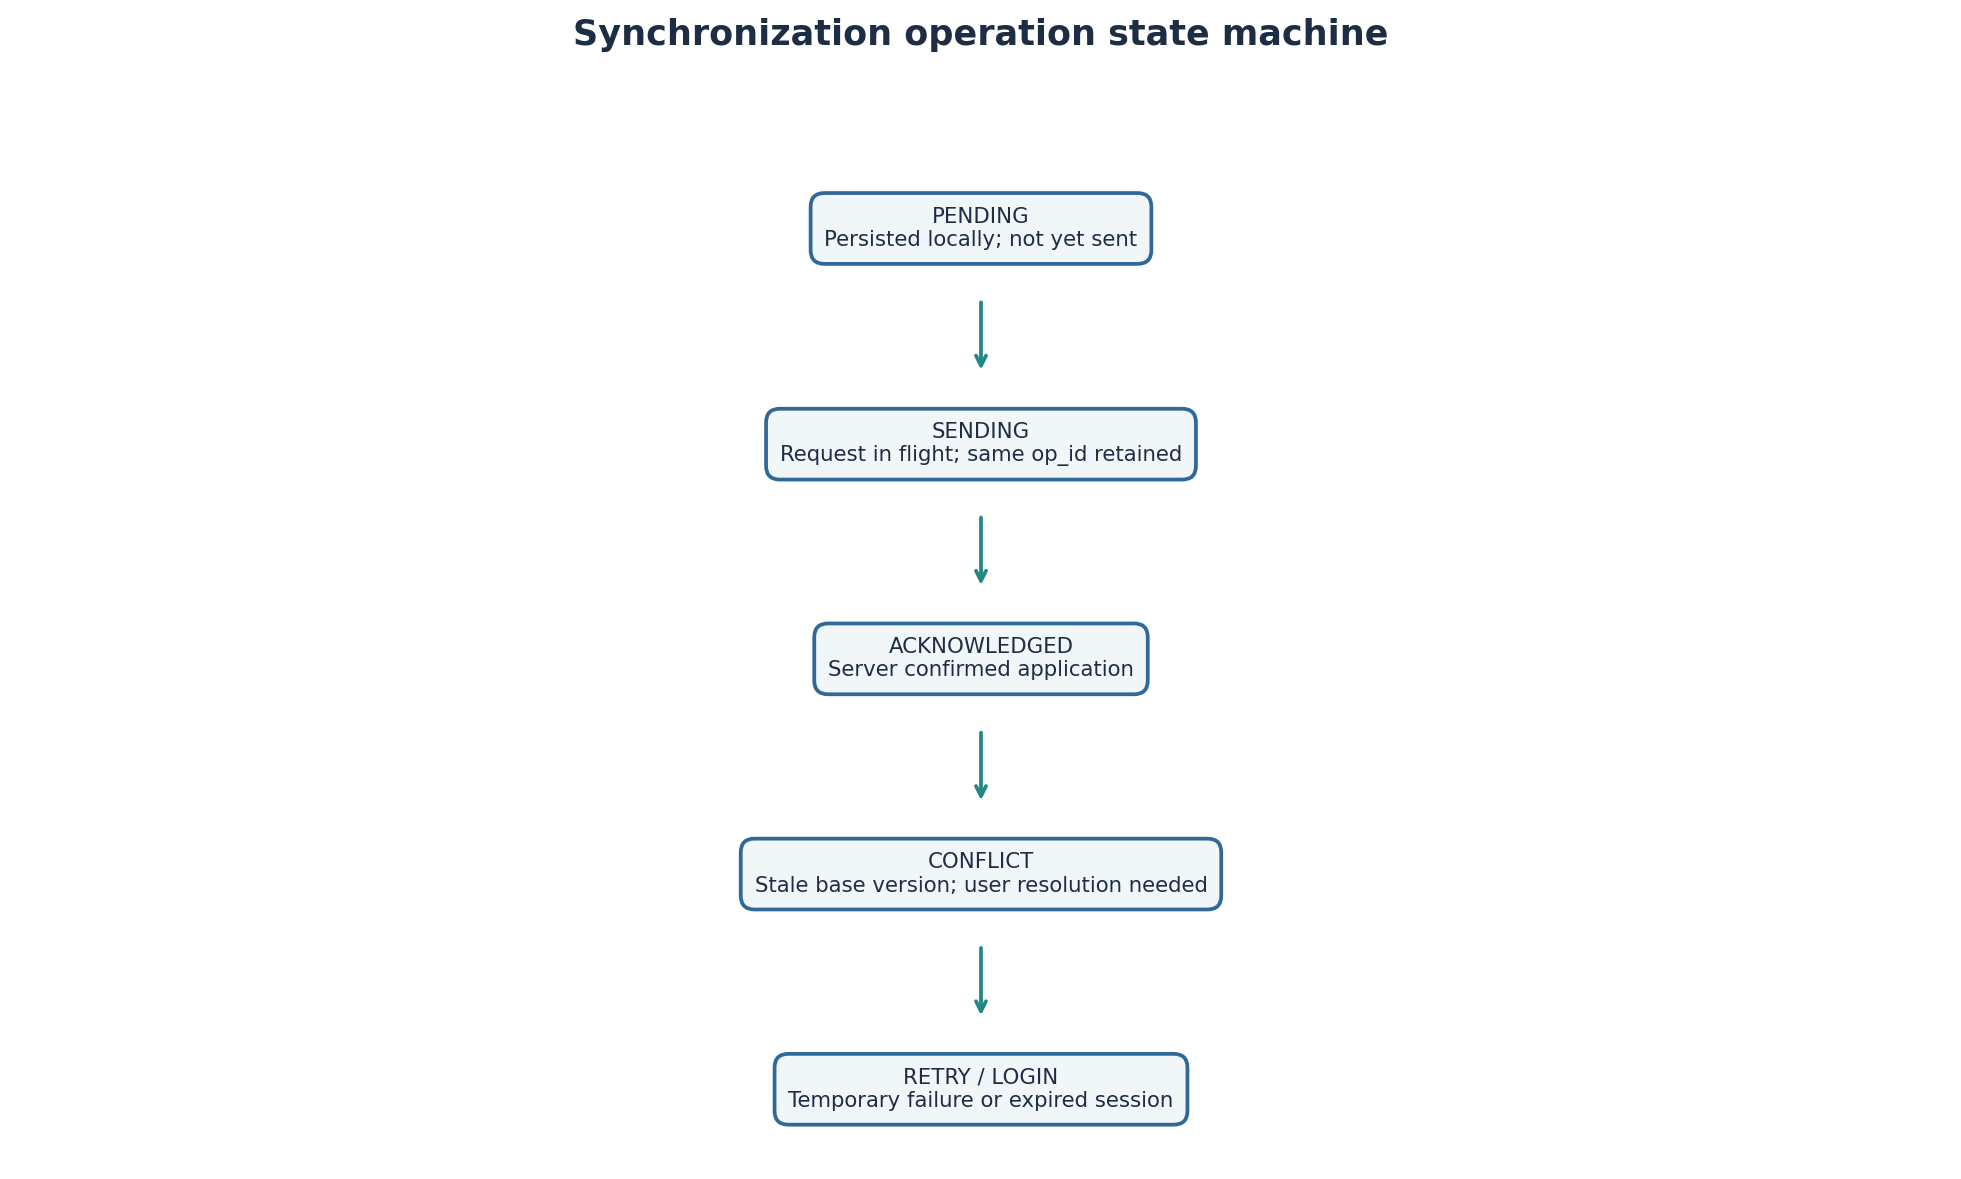 Synchronization operation state machine
PENDING
Persisted locally; not yet sent
SENDING
Request in flight; same op_id retained
ACKNOWLEDGED
Server confirmed application
CONFLICT
Stale base version; user resolution needed
RETRY / LOGIN
Temporary failure or expired session